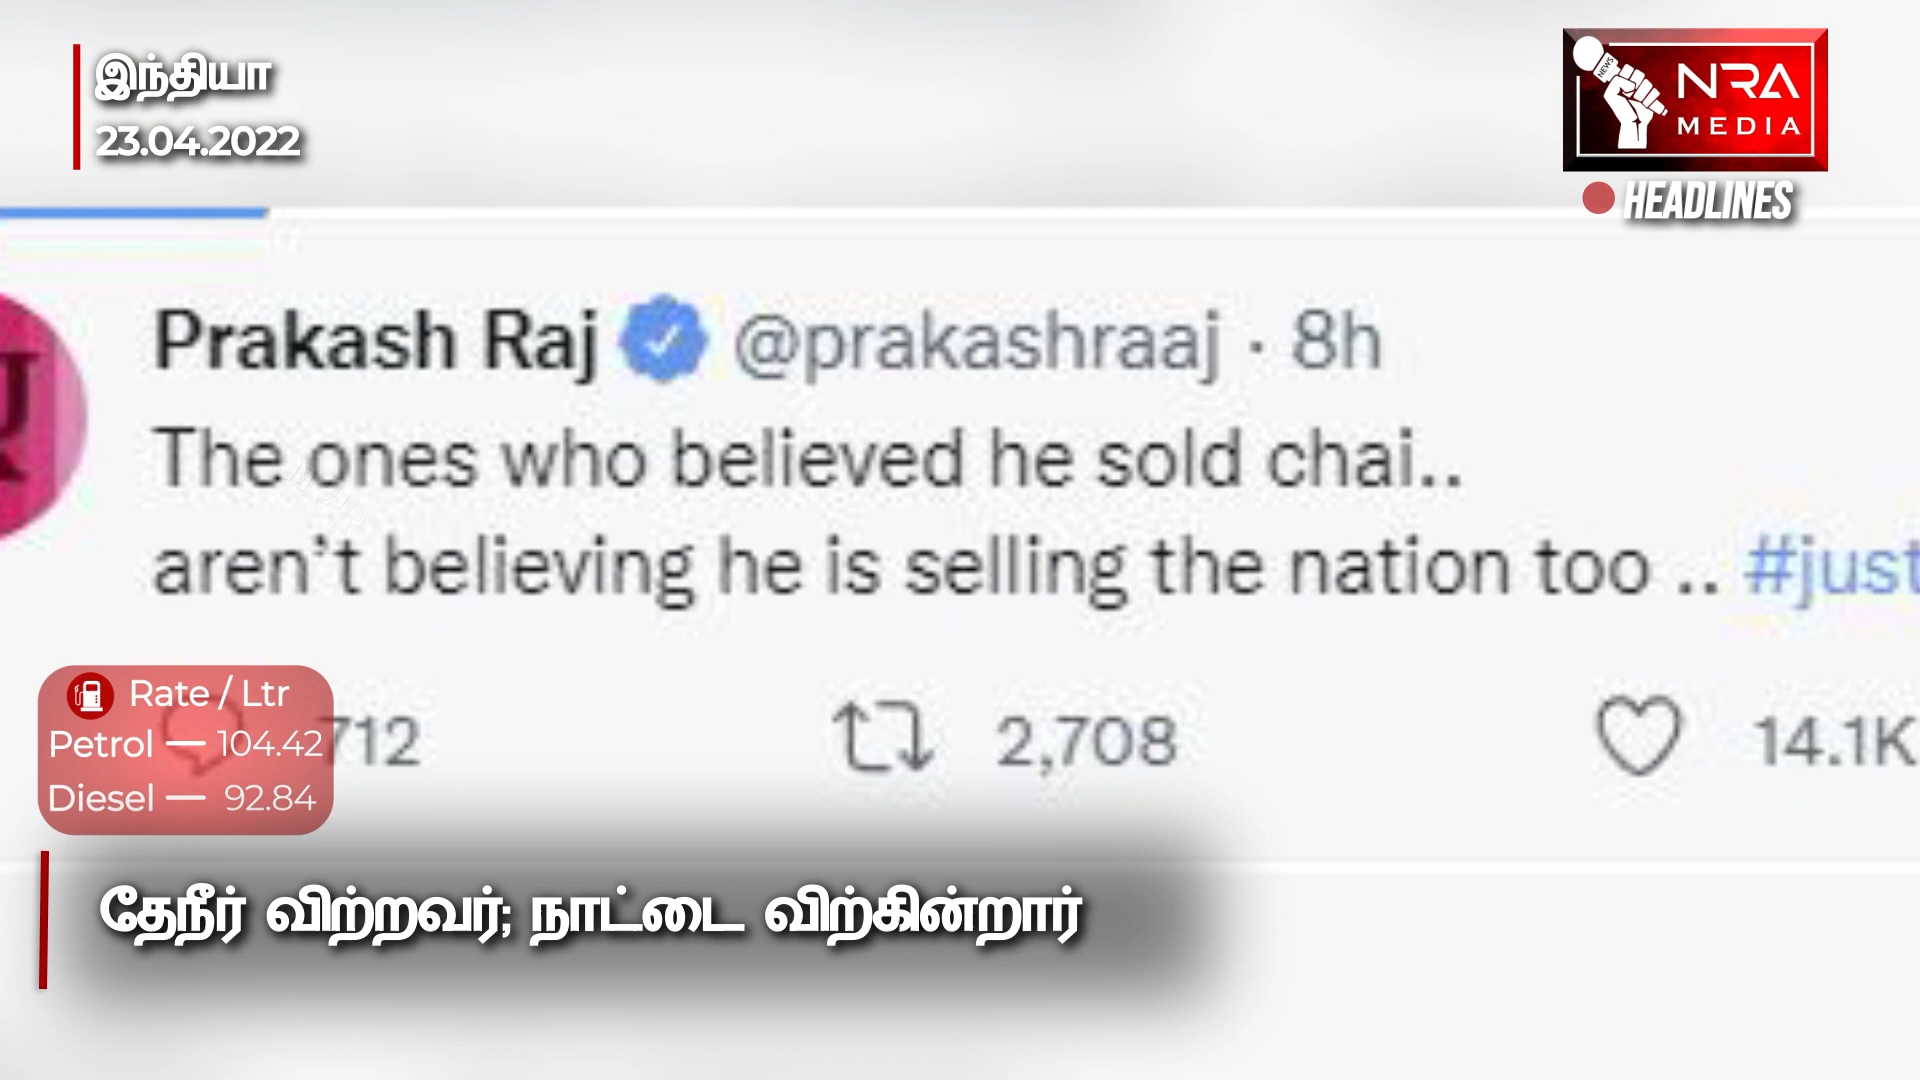 இந்தியா
23.04.2022
NEWS
NRA
MEDIA
HEADLINES
Prakash Raj @prakashraaj · 8h
The ones who believed he sold chai..
aren't believing he is selling the nation too .. #just
712 2,708 14.1K
Rate / Ltr
Petrol — 104.42
Diesel — 92.84
தேநீர் விற்றவர்; நாட்டை விற்கின்றார்